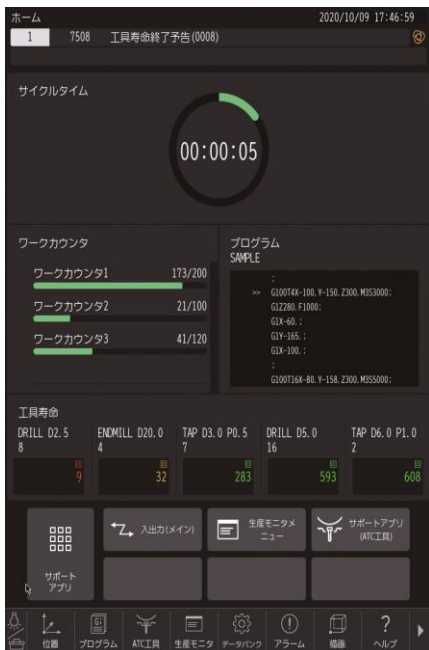 ホーム 2020/10/09 17:46:59
1 7508 工具寿命終了予告(0008)
サイクルタイム
00:00:05
ワークカウンタ
ワークカウンタ1 173/200
ワークカウンタ2 21/100
ワークカウンタ3 41/120
プログラム
SAMPLE
;
>> G100T4X-100.Y-150.Z300.M3S3000;
G1Z280.F1000;
G1X-60.;
G1Y-165.;
G1X-100.;
;
G100T16X-80.Y-158.Z300.M3S5000;
工具寿命
DRILL D2.5 ENDMILL D20.0 TAP D3.0 P0.5 DRILL D5.0 TAP D6.0 P1.0
8 4 7 16 2
回 回 回 回 回
9 32 283 593 608
サポート
アプリ
入出力(メイン)
生産モニタメ
ニュー
サポートアプリ
(ATC工具)
位置 プログラム ATC工具 生産モニタ データバンク アラーム 描画 ヘルプ